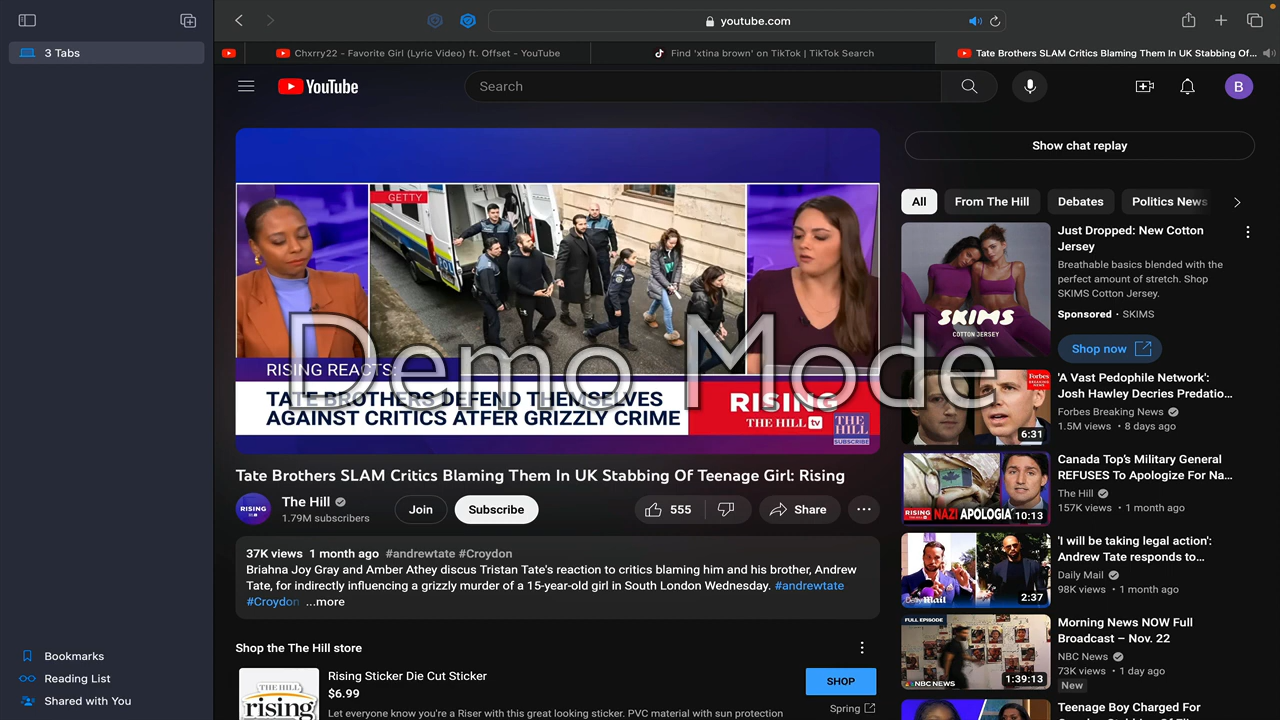 3 Tabs
youtube.com
Chxrry22 - Favorite Girl (Lyric Video) ft. Offset - YouTube
Find 'xtina brown' on TikTok | TikTok Search
Tate Brothers SLAM Critics Blaming Them In UK Stabbing Of...
YouTube
Search
B
Show chat replay
All
From The Hill
Debates
Politics News
GETTY
RISING REACTS:
TATE BROTHERS DEFEND THEMSELVES
AGAINST CRITICS ATFER GRIZZLY CRIME
RISING
THE HILL tv
THE
HILL
SUBSCRIBE
Demo Mode
Tate Brothers SLAM Critics Blaming Them In UK Stabbing Of Teenage Girl: Rising
RISING
The Hill
1.79M subscribers
Join
Subscribe
555
Share
37K views 1 month ago #andrewtate #Croydon
Briahna Joy Gray and Amber Athey discuss Tristan Tate's reaction to critics blaming him and his brother, Andrew
Tate, for indirectly influencing a grizzly murder of a 15-year-old girl in South London Wednesday. #andrewtate
#Croydon ...more
Shop the The Hill store
THE HILL
rising
Rising Sticker Die Cut Sticker
$6.99
Let everyone know you're a Riser with this great looking sticker. PVC material with sun protection
SHOP
Spring
SKIMS
COTTON JERSEY
Just Dropped: New Cotton
Jersey
Breathable basics blended with the
perfect amount of stretch. Shop
SKIMS Cotton Jersey.
Sponsored · SKIMS
Shop now
Forbes
BREAKING
NEWS
6:31
'A Vast Pedophile Network':
Josh Hawley Decries Predatio...
Forbes Breaking News
1.5M views · 8 days ago
RISING
NAZI APOLOGIA
10:13
Canada Top's Military General
REFUSES To Apologize For Na...
The Hill
157K views · 1 month ago
Daily Mail
2:37
'I will be taking legal action':
Andrew Tate responds to...
Daily Mail
98K views · 1 month ago
FULL EPISODE
NBC NEWS
1:39:13
Morning News NOW Full
Broadcast – Nov. 22
NBC News
73K views · 1 day ago
New
Teenage Boy Charged For
Bookmarks
Reading List
Shared with You